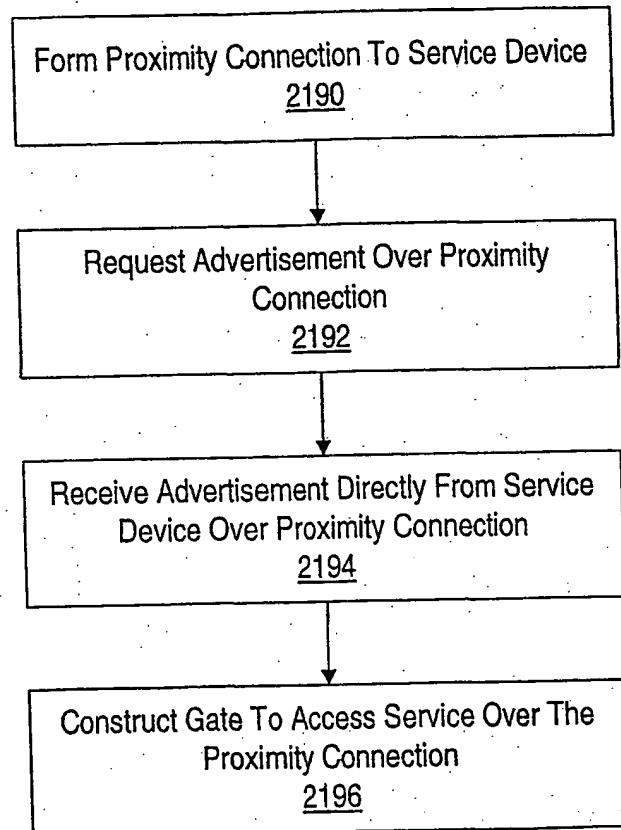 Form Proximity Connection To Service Device
2190
Request Advertisement Over Proximity
Connection
2192
Receive Advertisement Directly From Service
Device Over Proximity Connection
2194
Construct Gate To Access Service Over The
Proximity Connection
2196